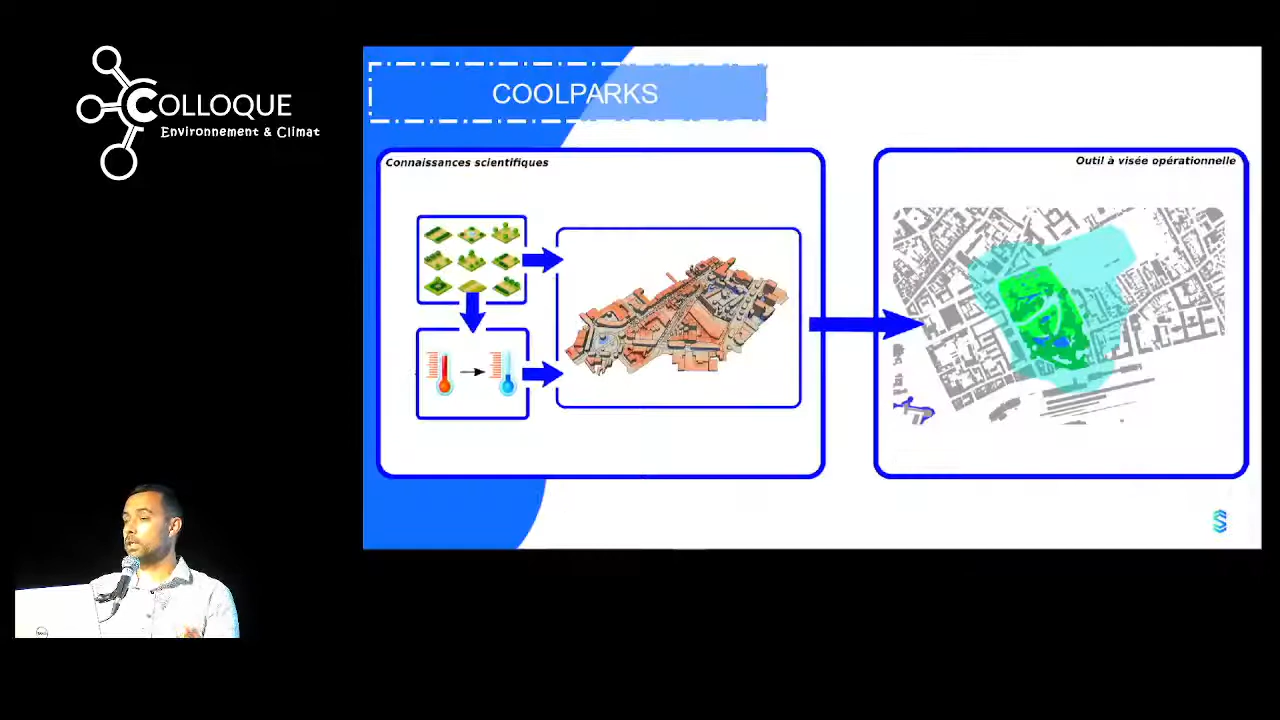 COLLOQUE
Environnement & Climat
COOLPARKS
Connaissances scientifiques
Outil à visée opérationnelle